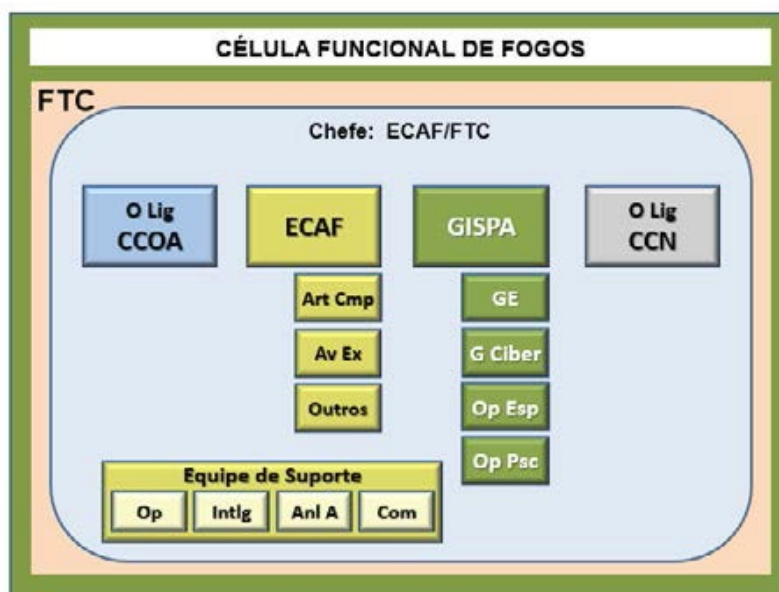 CÉLULA FUNCIONAL DE FOGOS
FTC
Chefe: ECAF/FTC
O Lig
CCOA
ECAF
GISPA
O Lig
CCN
Art Cmp
GE
Av Ex
G Ciber
Outros
Op Esp
Op Psc
Equipe de Suporte
Op
Intlg
Anl A
Com